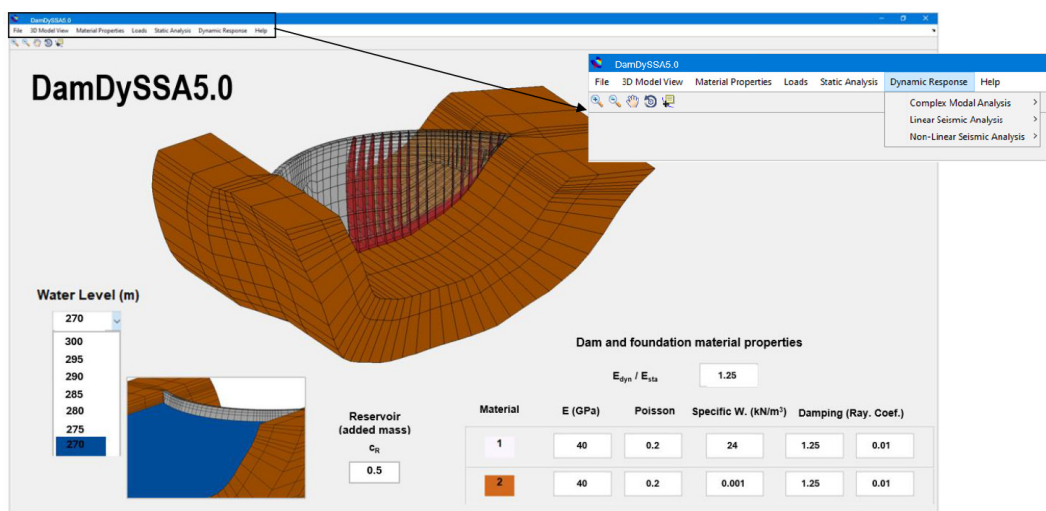 DamDySSA5.0
File 3D Model View Material Properties Loads Static Analysis Dynamic Response Help
DamDySSA5.0
DamDySSA5.0
File 3D Model View Material Properties Loads Static Analysis Dynamic Response Help
Complex Modal Analysis
Linear Seismic Analysis
Non-Linear Seismic Analysis
Water Level (m)
270
300
295
290
285
280
275
270
Reservoir
(added mass)
cR
0.5
Dam and foundation material properties
Edyn / Esta 1.25
Material E (GPa) Poisson Specific W. (kN/m³) Damping (Ray. Coef.)
1 40 0.2 24 1.25 0.01
2 40 0.2 0.001 1.25 0.01